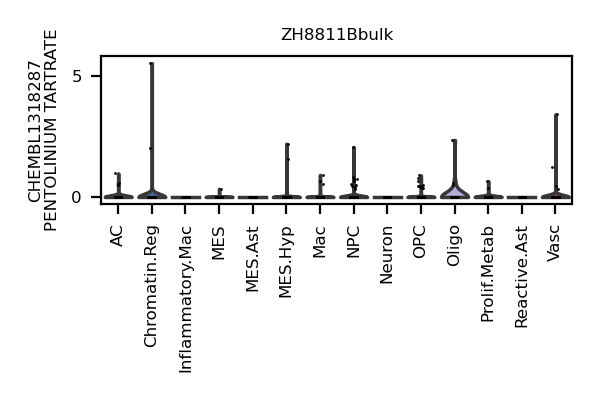 ZH8811Bbulk
CHEMBL1318287
PENTOLINIUM TARTRATE
5
0
AC
Chromatin.Reg
Inflammatory.Mac
MES
MES.Ast
MES.Hyp
Mac
NPC
Neuron
OPC
Oligo
Prolif.Metab
Reactive.Ast
Vasc